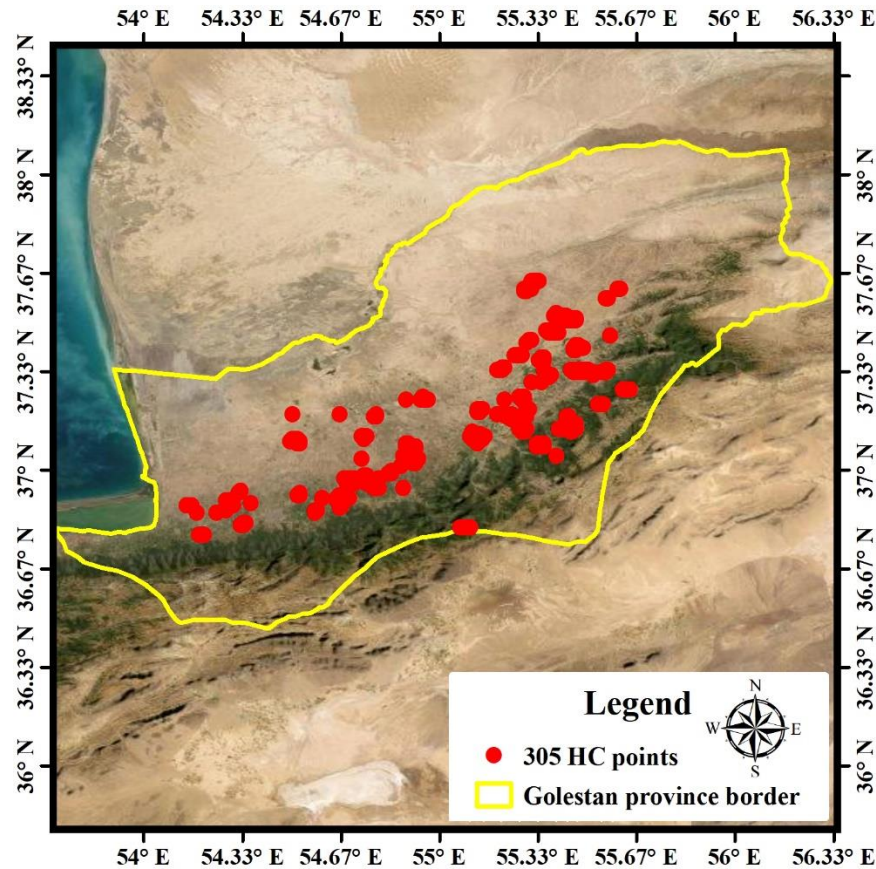 54° E 54.33° E 54.67° E 55° E 55.33° E 55.67° E 56° E 56.33° E
38.33° N
38° N
37.67° N
37.33° N
37° N
36.67° N
36.33° N
36° N
38.33° N
38° N
37.67° N
37.33° N
37° N
36.67° N
36.33° N
36° N
Legend
N
W E
S
305 HC points
Golestan province border
54° E 54.33° E 54.67° E 55° E 55.33° E 55.67° E 56° E 56.33° E